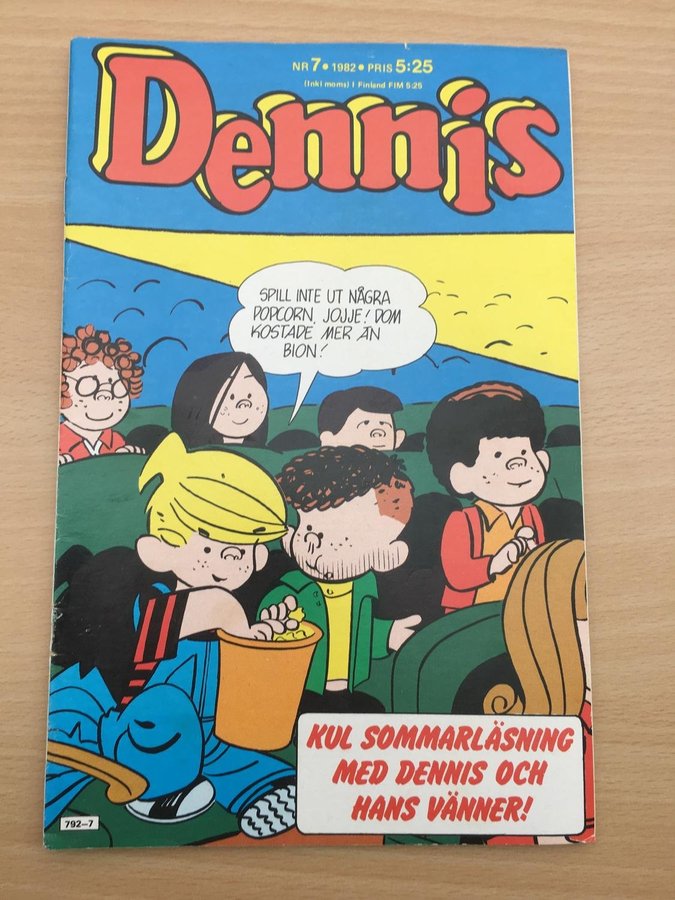 NR 7 • 1982 • PRIS 5:25
(Inkl moms) I Finland FIM 5:25
Dennis
SPILL INTE UT NÅGRA
POPCORN, JOJJE! DOM
KOSTADE MER ÄN
BION!
KUL SOMMARLÄSNING
MED DENNIS OCH
HANS VÄNNER!
792–7